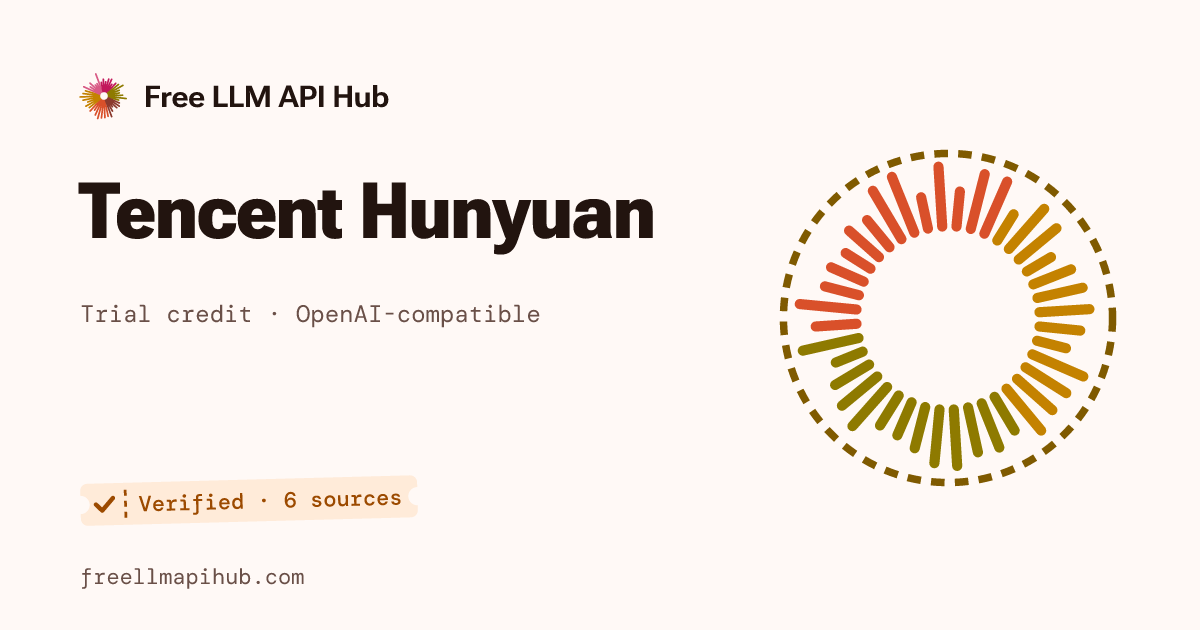 Free LLM API Hub
Tencent Hunyuan
Trial credit · OpenAI-compatible
Verified · 6 sources
freellmapihub.com